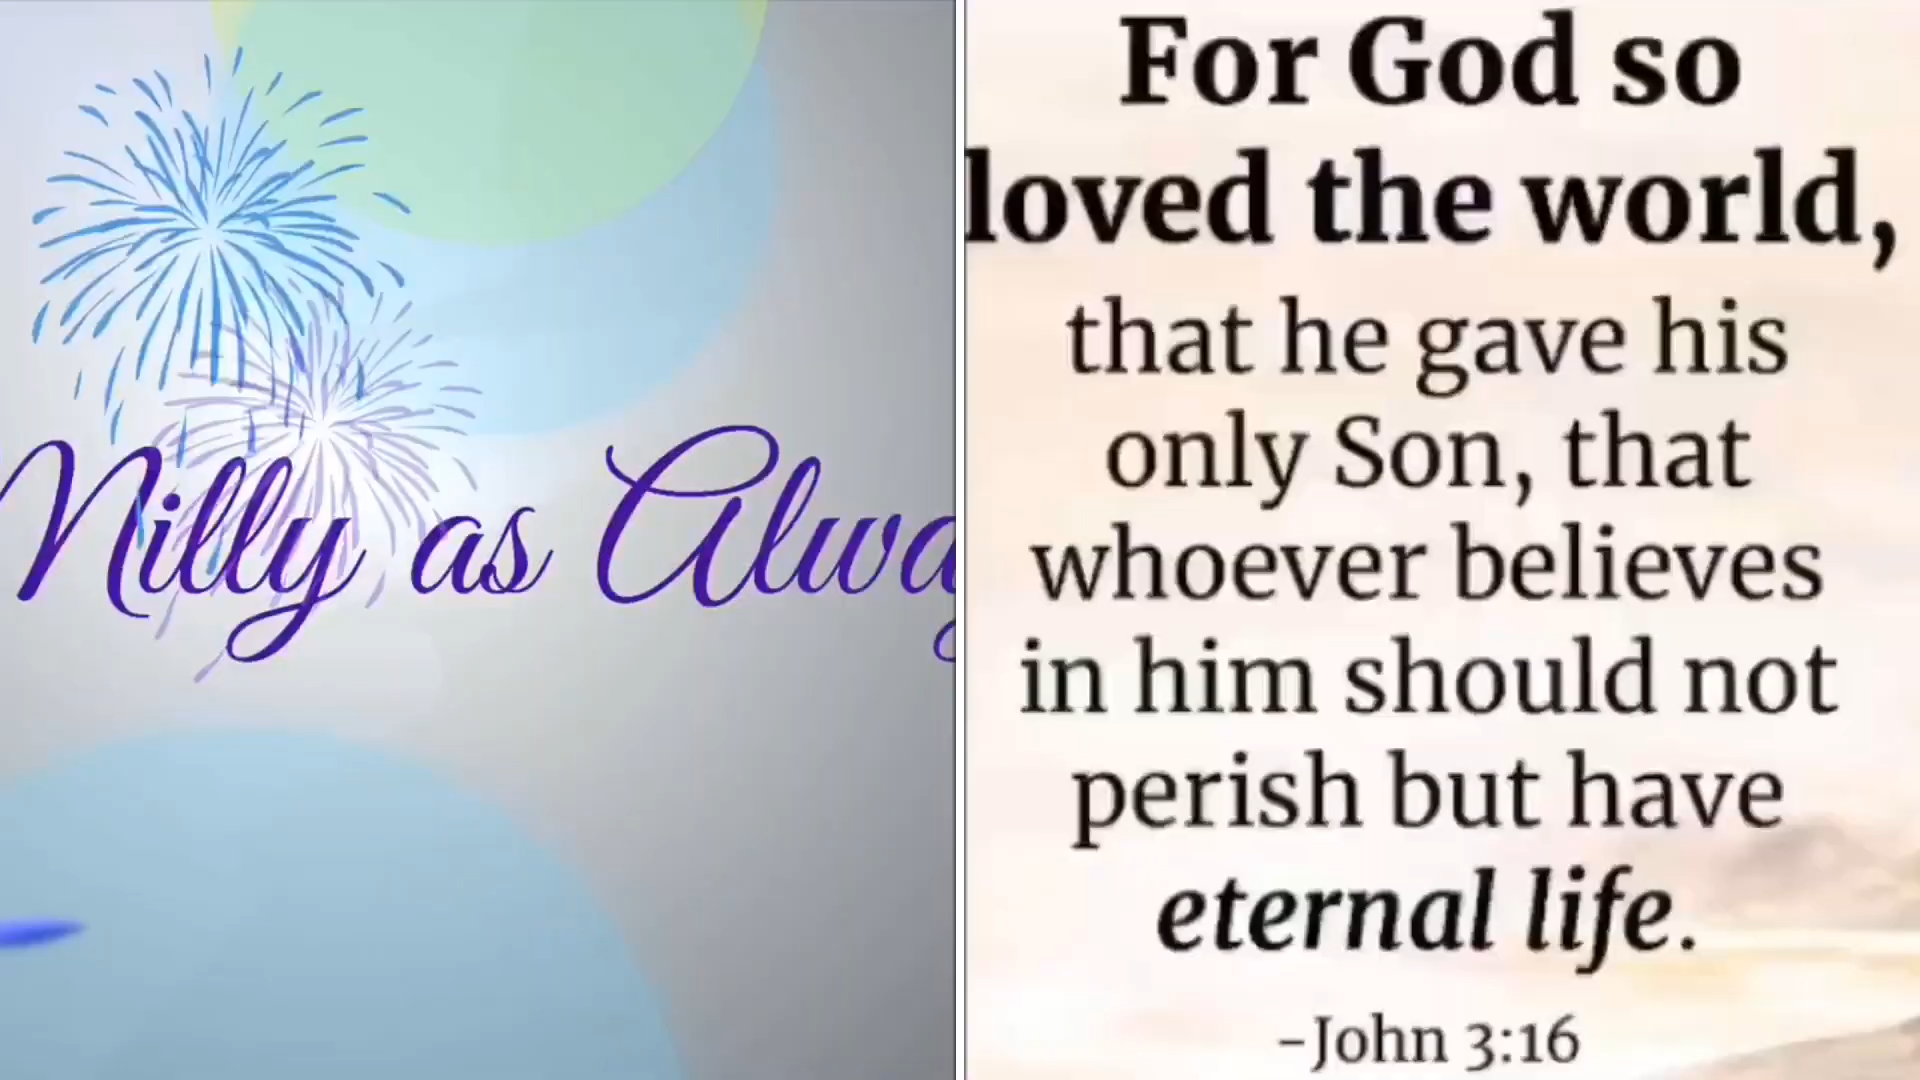 Nilly as
For God so
loved the world,
that he gave his
only Son, that
whoever believes
in him should not
perish but have
eternal life.
-John 3:16